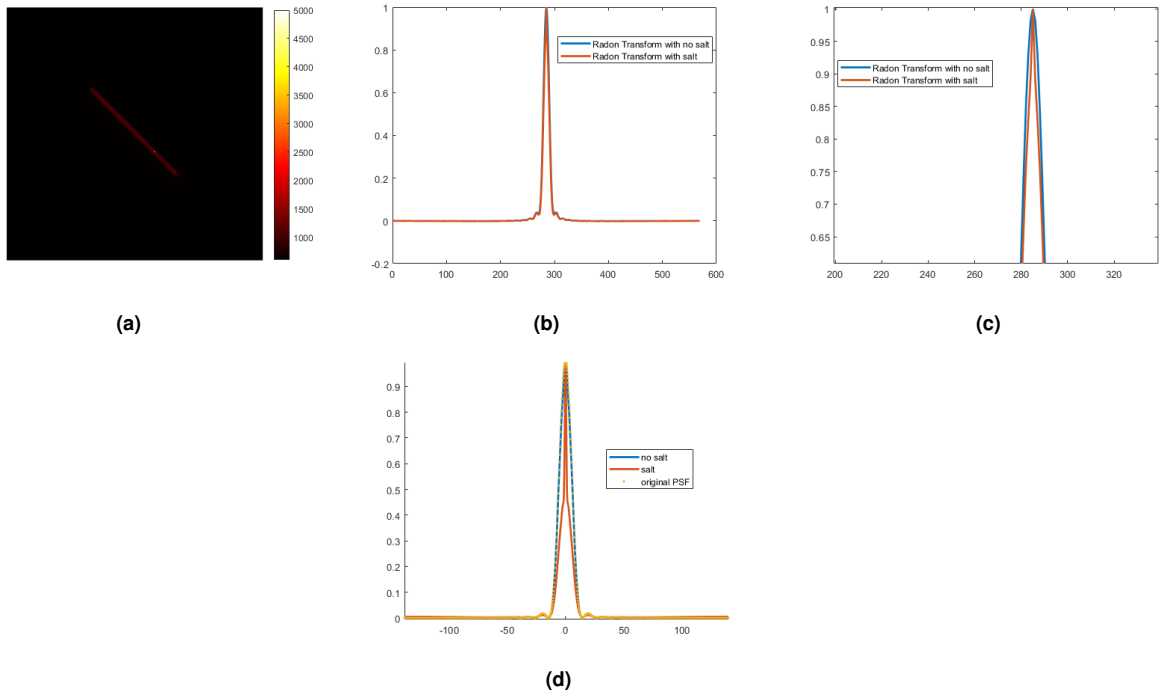 5000
4500
4000
3500
3000
2500
2000
1500
1000
(a)
1
0.8
0.6
0.4
0.2
0
-0.2
0 100 200 300 400 500 600
Radon Transform with no salt
Radon Transform with salt
(b)
1
0.95
0.9
0.85
0.8
0.75
0.7
0.65
200 220 240 260 280 300 320
Radon Transform with no salt
Radon Transform with salt
(c)
0.9
0.8
0.7
0.6
0.5
0.4
0.3
0.2
0.1
0
-100 -50 0 50 100
no salt
salt
original PSF
(d)